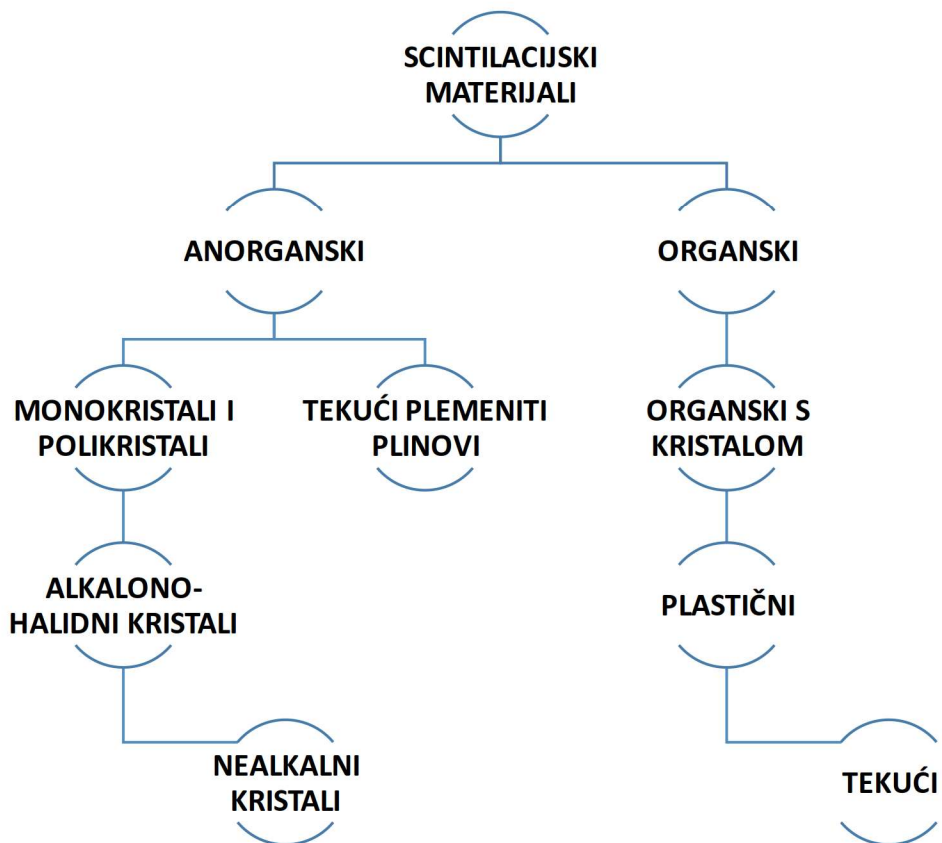 SCINTILACIJSKI
MATERIJALI
ANORGANSKI
ORGANSKI
MONOKRISTALI I
POLIKRISTALI
TEKUĆI PLEMENITI
PLINOVI
ORGANSKI S
KRISTALOM
ALKALONO-
HALIDNI KRISTALI
PLASTIČNI
NEALKALNI
KRISTALI
TEKUĆI